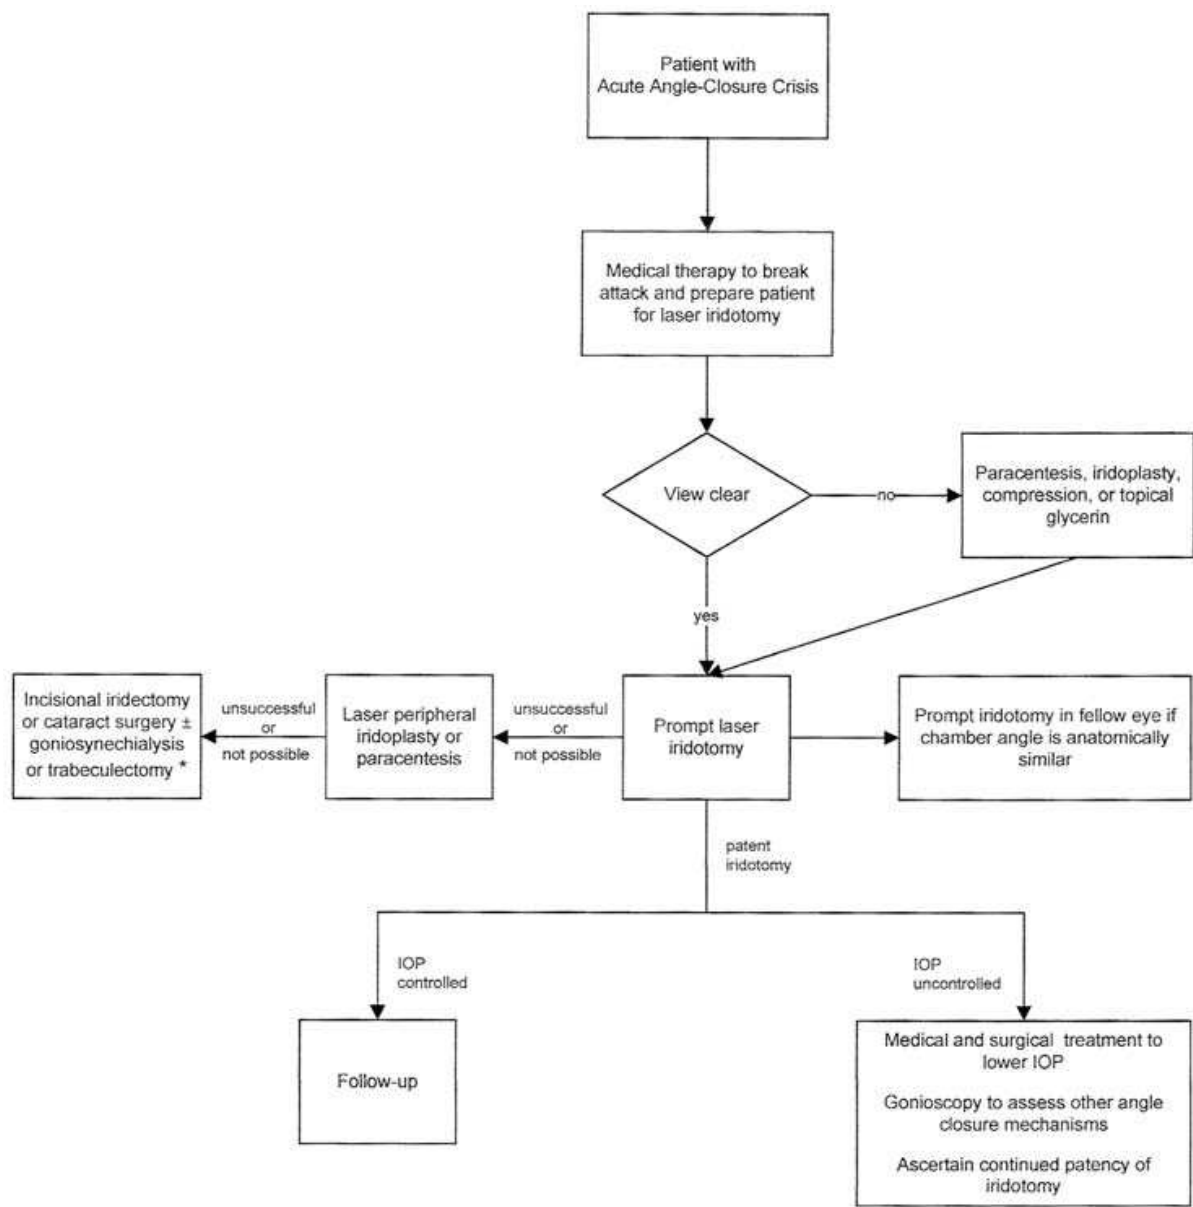 Patient with
Acute Angle-Closure Crisis
Medical therapy to break
attack and prepare patient
for laser iridotomy
View clear
no
Paracentesis, iridoplasty,
compression, or topical
glycerin
yes
Incisional iridectomy
or cataract surgery ±
goniosynechialysis
or trabeculectomy *
unsuccessful
or
not possible
Laser peripheral
iridoplasty or
paracentesis
unsuccessful
or
not possible
Prompt laser
iridotomy
Prompt iridotomy in fellow eye if
chamber angle is anatomically
similar
patent
iridotomy
IOP
controlled
IOP
uncontrolled
Follow-up
Medical and surgical treatment to
lower IOP
Gonioscopy to assess other angle
closure mechanisms
Ascertain continued patency of
iridotomy